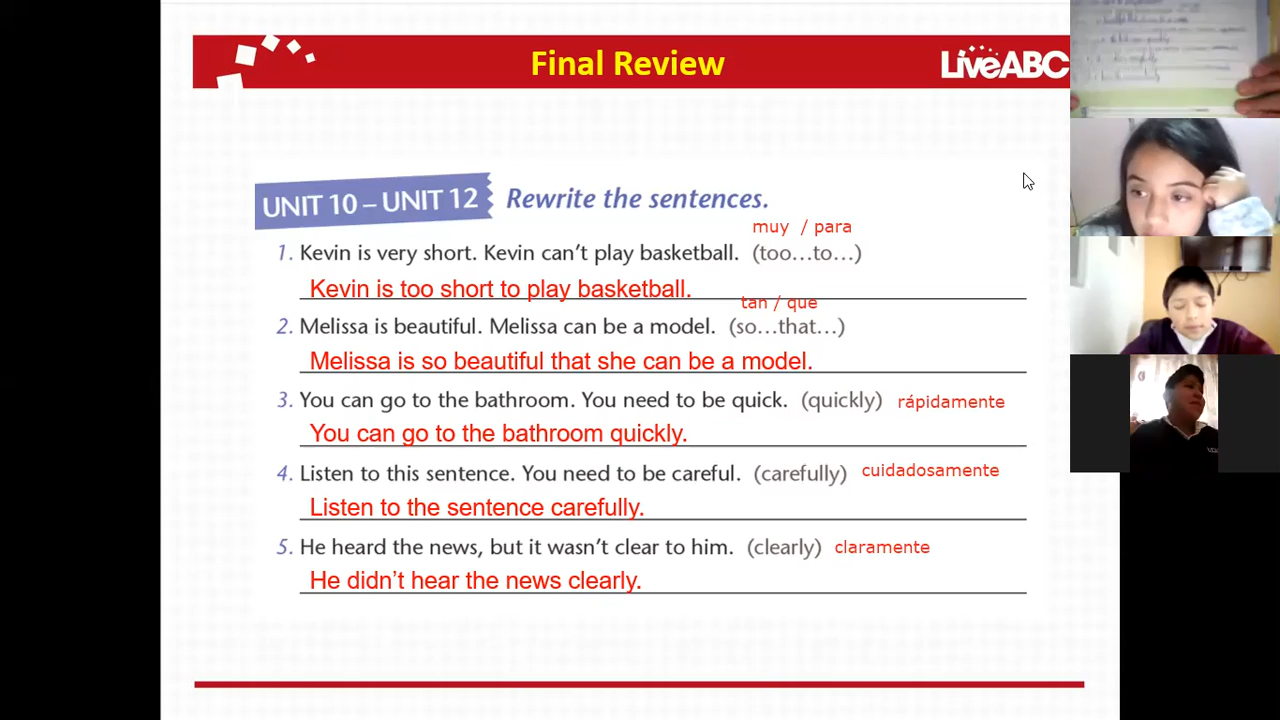 Final Review
LiveABC
UNIT 10 – UNIT 12 Rewrite the sentences.
muy / para
1. Kevin is very short. Kevin can't play basketball. (too…to…)
Kevin is too short to play basketball.
tan / que
2. Melissa is beautiful. Melissa can be a model. (so…that…)
Melissa is so beautiful that she can be a model.
3. You can go to the bathroom. You need to be quick. (quickly) rápidamente
You can go to the bathroom quickly.
4. Listen to this sentence. You need to be careful. (carefully) cuidadosamente
Listen to the sentence carefully.
5. He heard the news, but it wasn't clear to him. (clearly) claramente
He didn't hear the news clearly.